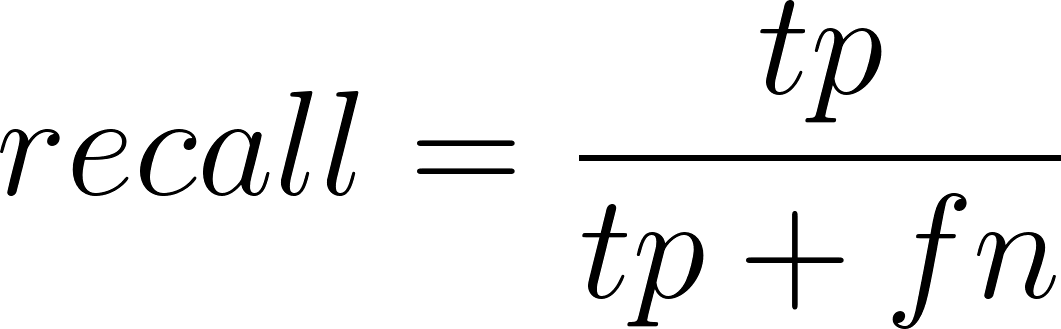 recall = tp / tp + fn